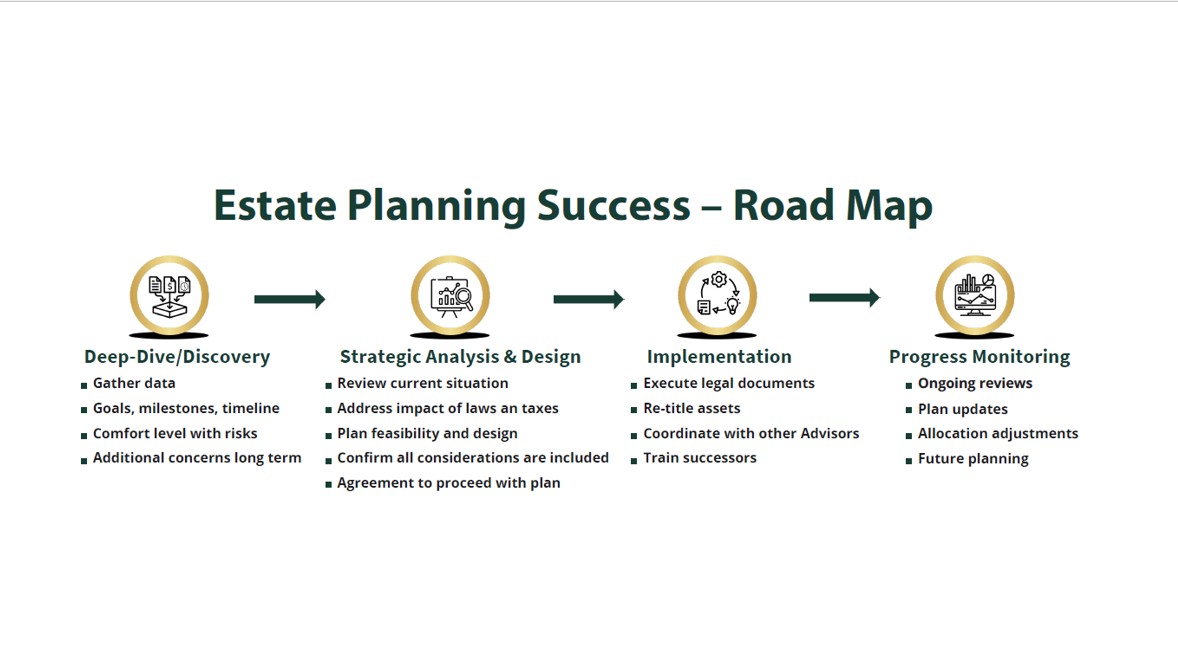 Estate Planning Success – Road Map
Deep-Dive/Discovery
Gather data
Goals, milestones, timeline
Comfort level with risks
Additional concerns long term
Strategic Analysis & Design
Review current situation
Address impact of laws an taxes
Plan feasibility and design
Confirm all considerations are included
Agreement to proceed with plan
Implementation
Execute legal documents
Re-title assets
Coordinate with other Advisors
Train successors
Progress Monitoring
Ongoing reviews
Plan updates
Allocation adjustments
Future planning